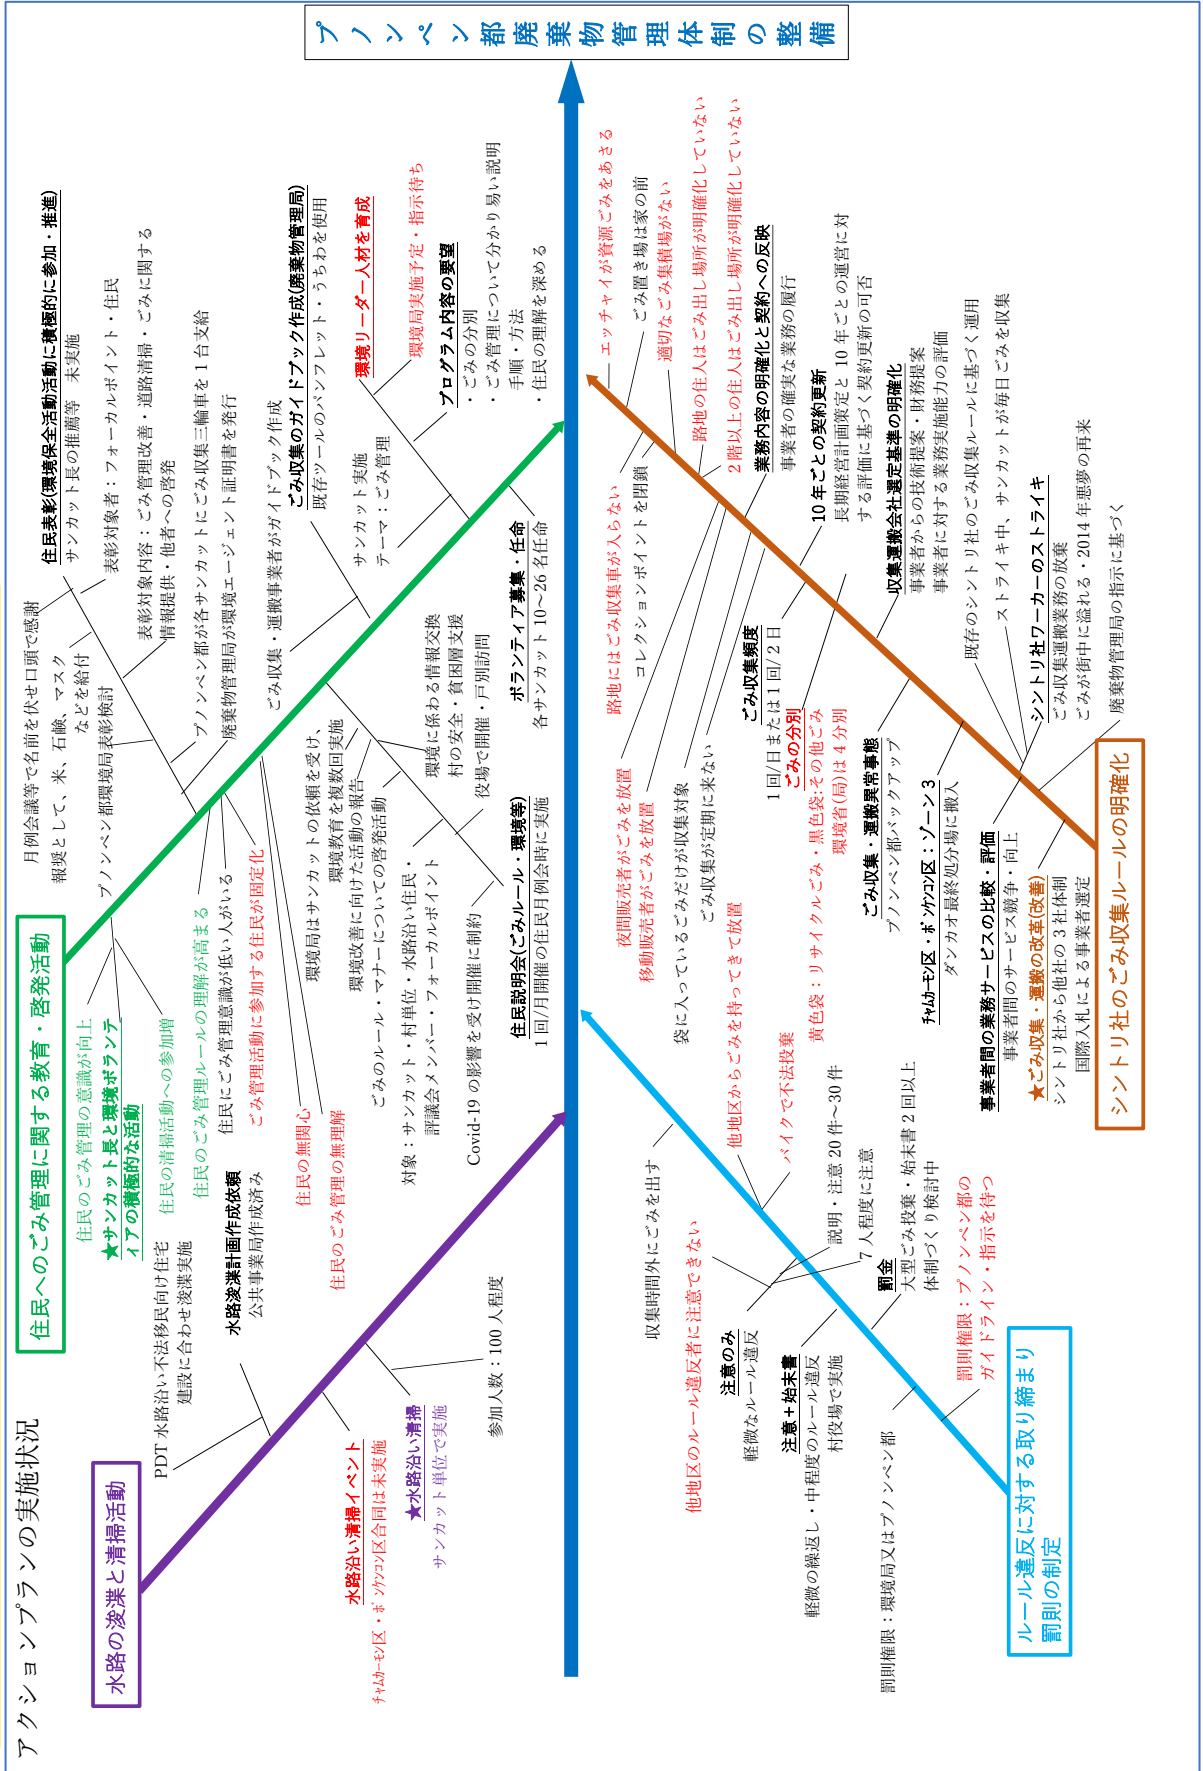 アクションプランの実施状況
プノンペン都廃棄物管理体制の整備
水路の浚渫と清掃活動
PDT 水路沿い不法移民向け住宅
建設に合わせ浚渫実施
水路浚渫計画作成依頼
公共事業局作成済み
水路沿い清掃イベント
ﾁｬﾑｶｰﾓﾝ区・ﾎﾞﾝｹﾝｺﾝ区合同は未実施
★水路沿い清掃
サンカット単位で実施
参加人数：100 人程度
住民へのごみ管理に関する教育・啓発活動
住民のごみ管理の意識が向上
★サンカット長と環境ボランテ
ィアの積極的な活動
住民の清掃活動への参加増
住民のごみ管理ルールの理解が高まる
住民にごみ管理意識が低い人がいる
ごみ管理活動に参加する住民が固定化
住民の無関心
住民のごみ管理の無理解
月例会議等で名前を伏せ口頭で感謝
報奨として、米、石鹸、マスク
などを給付
プノンペン都環境局表彰検討
住民表彰(環境保全活動活動に積極的に参加・推進)
サンカット長の推薦等　未実施
表彰対象者：フォーカルポイント・住民
表彰対象内容：ごみ管理改善・道路清掃・ごみに関する
情報提供・他者への啓発
プノンペン都が各サンカットにごみ収集三輪車を 1 台支給
廃棄物管理局が環境エージェント証明書を発行
ごみ収集・運搬事業者がガイドブック作成
ごみ収集のガイドブック作成(廃棄物管理局)
既存ツールのパンフレット・うちわを使用
環境局はサンカットの依頼を受け、
環境教育を複数回実施
環境改善に向けた活動の報告
ごみのルール・マナーについての啓発活動
対象：サンカット・村単位・水路沿い住民・
評議会メンバー・フォーカルポイント
環境に係わる情報交換
村の安全・貧困層支援
役場で開催・戸別訪問
Covid-19 の影響を受け開催に制約
住民説明会(ごみルール・環境等)
1 回/月開催の住民月例会時に実施
サンカット実施
テーマ：ごみ管理
環境リーダー人材を育成
環境局実施予定・指示待ち
プログラム内容の要望
・ごみの分別
・ごみ管理について分かり易い説明
手順・方法
・住民の理解を深める
ボランティア募集・任命
各サンカット 10～26 名任命
ルール違反に対する取り締まり
罰則の制定
収集時間外にごみを出す
他地区のルール違反者に注意できない
他地区からごみを持ってきて放置
バイクで不法投棄
注意のみ
軽微なルール違反
説明・注意 20 件～30 件
7 人程度に注意
注意＋始末書
軽微の繰返し・中程度のルール違反
村役場で実施
罰金
大型ごみ投棄・始末書 2 回以上
体制づくり検討中
罰則権限：環境局又はプノンペン都
罰則権限：プノンペン都の
ガイドライン・指示を待つ
シントリ社のごみ収集ルールの明確化
エッチャイが資源ごみをあさる
ごみ置き場は家の前
適切なごみ集積場がない
路地の住人はごみ出し場所が明確化していない
2 階以上の住人はごみ出し場所が明確化していない
路地にはごみ収集車が入らない
コレクションポイントを閉鎖
夜間販売者がごみを放置
移動販売者がごみを放置
袋に入っているごみだけが収集対象
ごみ収集が定期に来ない
業務内容の明確化と契約への反映
事業者の確実な業務の履行
10 年ごとの契約更新
長期経営計画策定と 10 年ごとの運営に対
する評価に基づく契約更新の可否
ごみ収集頻度
1 回/日または 1 回/ 2 日
ごみの分別
黄色袋：リサイクルごみ・黒色袋:その他ごみ
環境省(局)は 4 分別
収集運搬会社選定基準の明確化
事業者からの技術提案・財務提案
事業者に対する業務実施能力の評価
ごみ収集・運搬異常事態
プノンペン都バックアップ
ﾁｬﾑｶｰﾓﾝ区・ﾎﾞﾝｹﾝｺﾝ区：ゾーン 3
ダンカオ最終処分場に搬入
既存のシントリ社のごみ収集ルールに基づく運用
ストライキ中、サンカットが毎日ごみを収集
シントリ社ワーカーのストライキ
ごみ収集運搬業務の放棄
ごみが街中に溢れる・2014 年悪夢の再来
廃棄物管理局の指示に基づく
事業者間の業務サービスの比較・評価
事業者間のサービス競争・向上
★ごみ収集・運搬の改革(改善)
シントリ社から他社の 3 社体制
国際入札による事業者選定